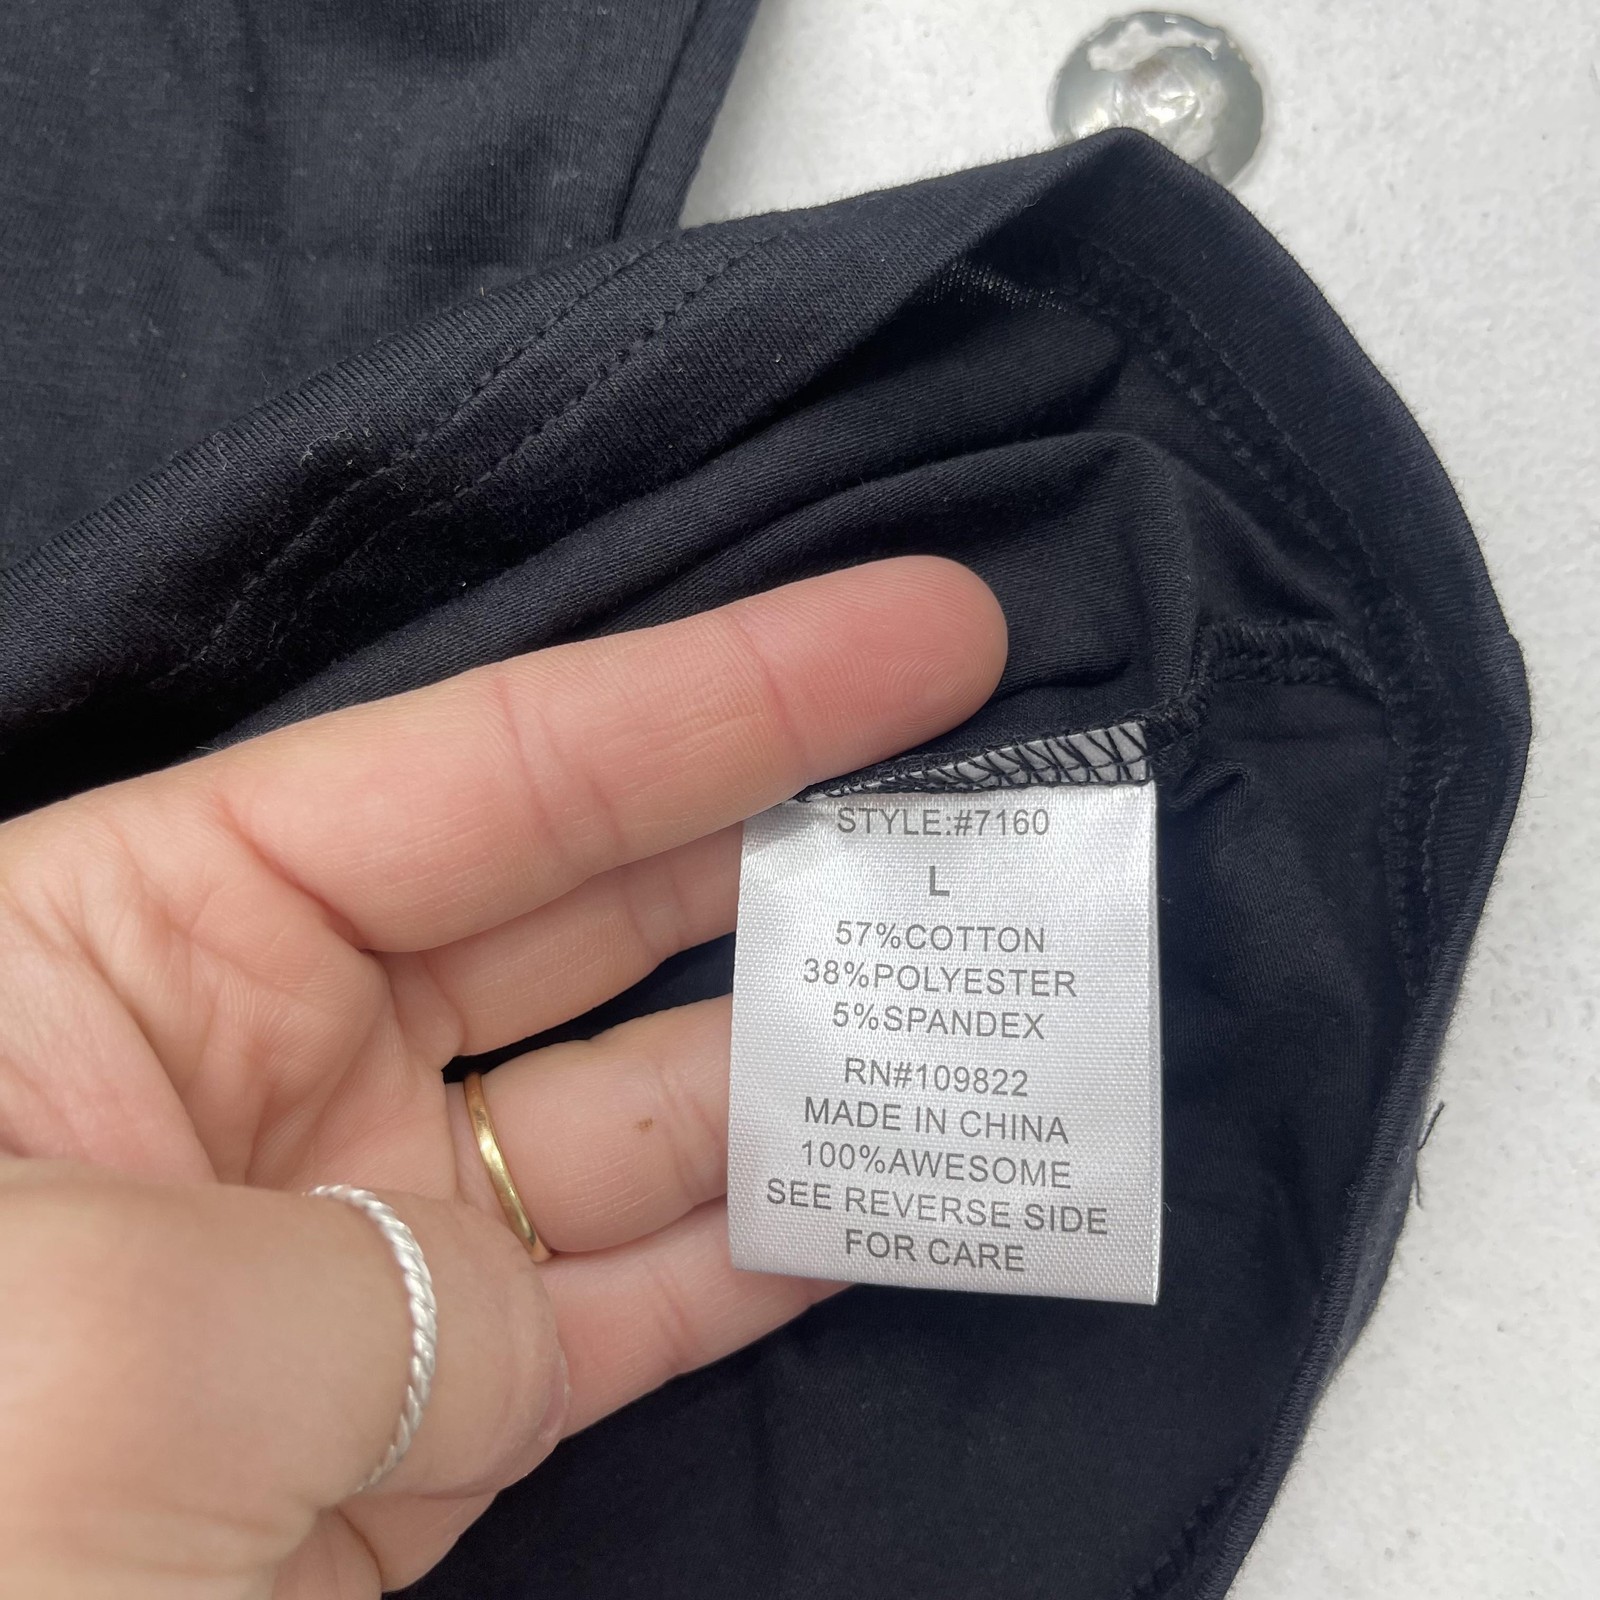 STYLE:#7160
L
57%COTTON
38%POLYESTER
5%SPANDEX
RN#109822
MADE IN CHINA
100%AWESOME
SEE REVERSE SIDE
FOR CARE